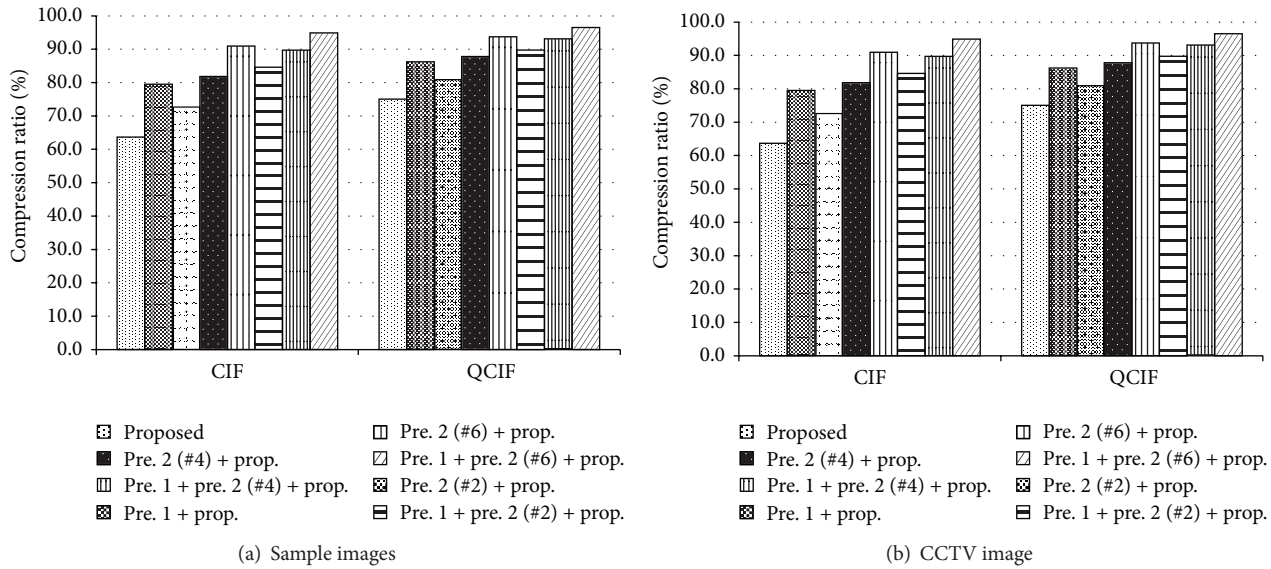 Compression ratio (%)
100.0
90.0
80.0
70.0
60.0
50.0
40.0
30.0
20.0
10.0
0.0
CIF
QCIF
Proposed
Pre. 2 (#4) + prop.
Pre. 1 + pre. 2 (#4) + prop.
Pre. 1 + prop.
Pre. 2 (#6) + prop.
Pre. 1 + pre. 2 (#6) + prop.
Pre. 2 (#2) + prop.
Pre. 1 + pre. 2 (#2) + prop.
(a) Sample images
Compression ratio (%)
100.0
90.0
80.0
70.0
60.0
50.0
40.0
30.0
20.0
10.0
0.0
CIF
QCIF
Proposed
Pre. 2 (#4) + prop.
Pre. 1 + pre. 2 (#4) + prop.
Pre. 1 + prop.
Pre. 2 (#6) + prop.
Pre. 1 + pre. 2 (#6) + prop.
Pre. 2 (#2) + prop.
Pre. 1 + pre. 2 (#2) + prop.
(b) CCTV image